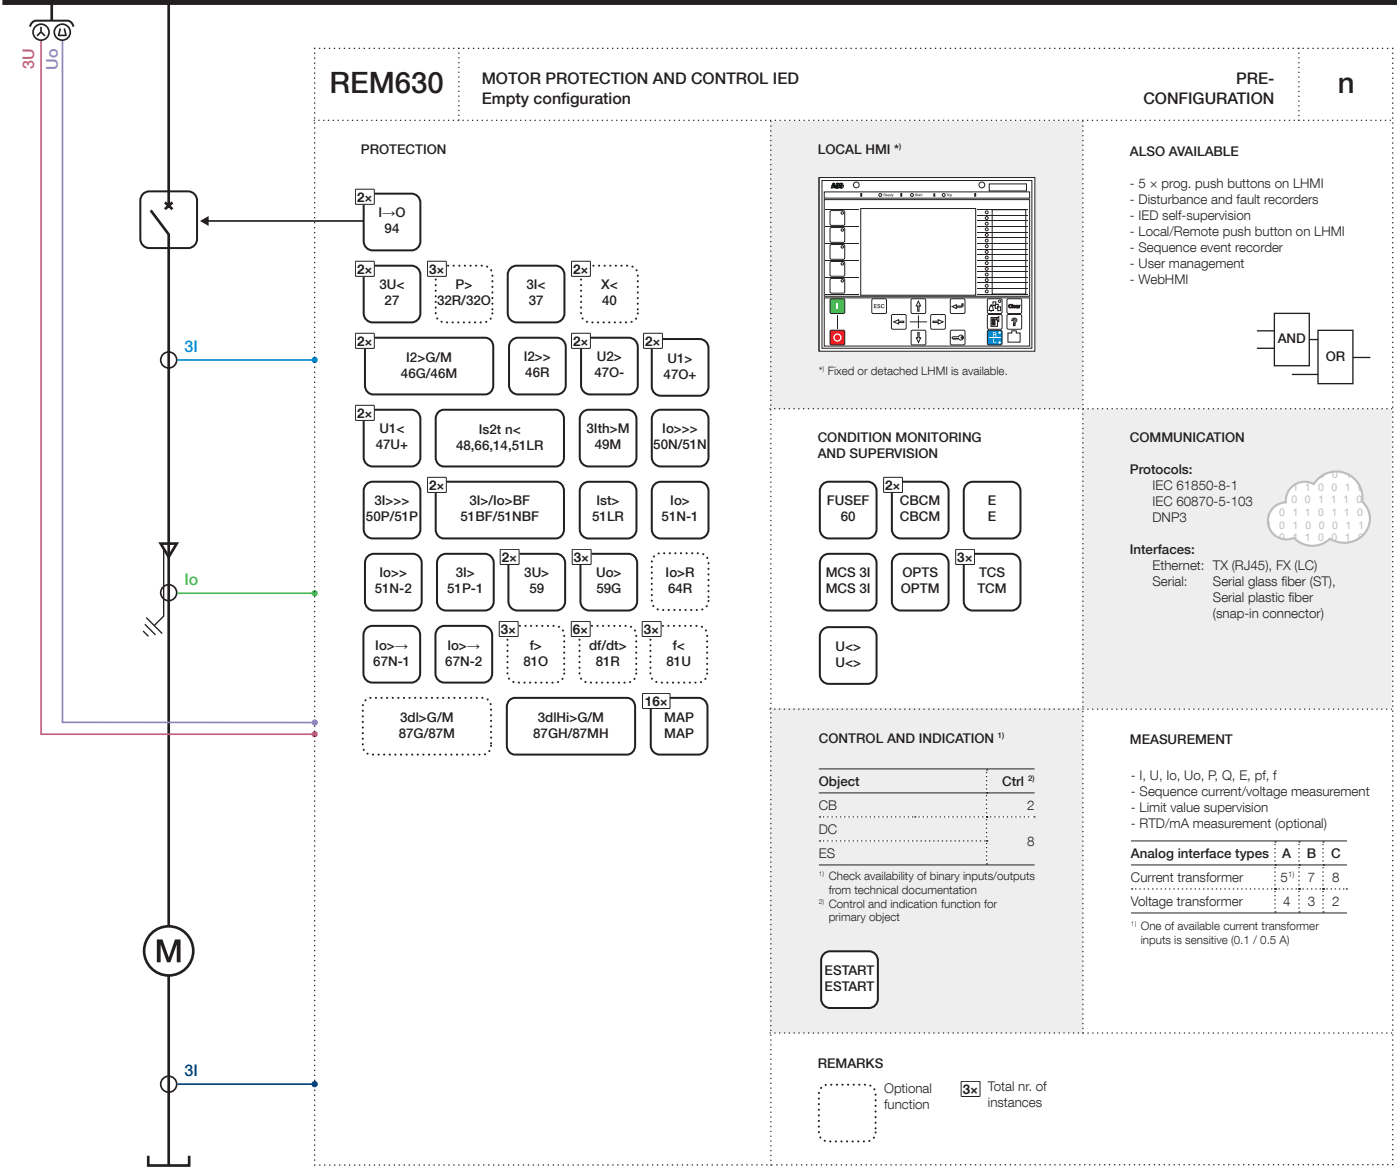 3U
Uo
REM630
MOTOR PROTECTION AND CONTROL IED
Empty configuration
PRE-
CONFIGURATION
n
PROTECTION
2×
I→O
94
2×
3U<
27
3×
P>
32R/32O
3I<
37
2×
X<
40
3I
2×
I2>G/M
46G/46M
I2>>
46R
2×
U2>
47O-
2×
U1>
47O+
2×
U1<
47U+
Is2t n<
48,66,14,51LR
3Ith>M
49M
Io>>>
50N/51N
3I>>>
50P/51P
2×
3I>/Io>BF
51BF/51NBF
Ist>
51LR
Io>
51N-1
Io
Io>>
51N-2
3I>
51P-1
2×
3U>
59
3×
Uo>
59G
Io>R
64R
Io>→
67N-1
Io>→
67N-2
3×
f>
81O
6×
df/dt>
81R
3×
f<
81U
3dI>G/M
87G/87M
3dIHi>G/M
87GH/87MH
16×
MAP
MAP
M
3I
LOCAL HMI *)
ABB
Ready
Start
Trip
I
ESC
Clear
?
O
R
L
*) Fixed or detached LHMI is available.
ALSO AVAILABLE
- 5 × prog. push buttons on LHMI
- Disturbance and fault recorders
- IED self-supervision
- Local/Remote push button on LHMI
- Sequence event recorder
- User management
- WebHMI
AND
OR
CONDITION MONITORING
AND SUPERVISION
FUSEF
60
2×
CBCM
CBCM
E
E
MCS 3I
MCS 3I
OPTS
OPTM
3×
TCS
TCM
U<>
U<>
COMMUNICATION
Protocols:
IEC 61850-8-1
IEC 60870-5-103
DNP3
Interfaces:
Ethernet: TX (RJ45), FX (LC)
Serial: Serial glass fiber (ST),
Serial plastic fiber
(snap-in connector)
CONTROL AND INDICATION 1)
Object Ctrl 2)
CB 2
DC
8
ES
1) Check availability of binary inputs/outputs
from technical documentation
2) Control and indication function for
primary object
ESTART
ESTART
MEASUREMENT
- I, U, Io, Uo, P, Q, E, pf, f
- Sequence current/voltage measurement
- Limit value supervision
- RTD/mA measurement (optional)
Analog interface types A B C
Current transformer 5 1) 7 8
Voltage transformer 4 3 2
1) One of available current transformer
inputs is sensitive (0.1 / 0.5 A)
REMARKS
Optional
function
3×
Total nr. of
instances